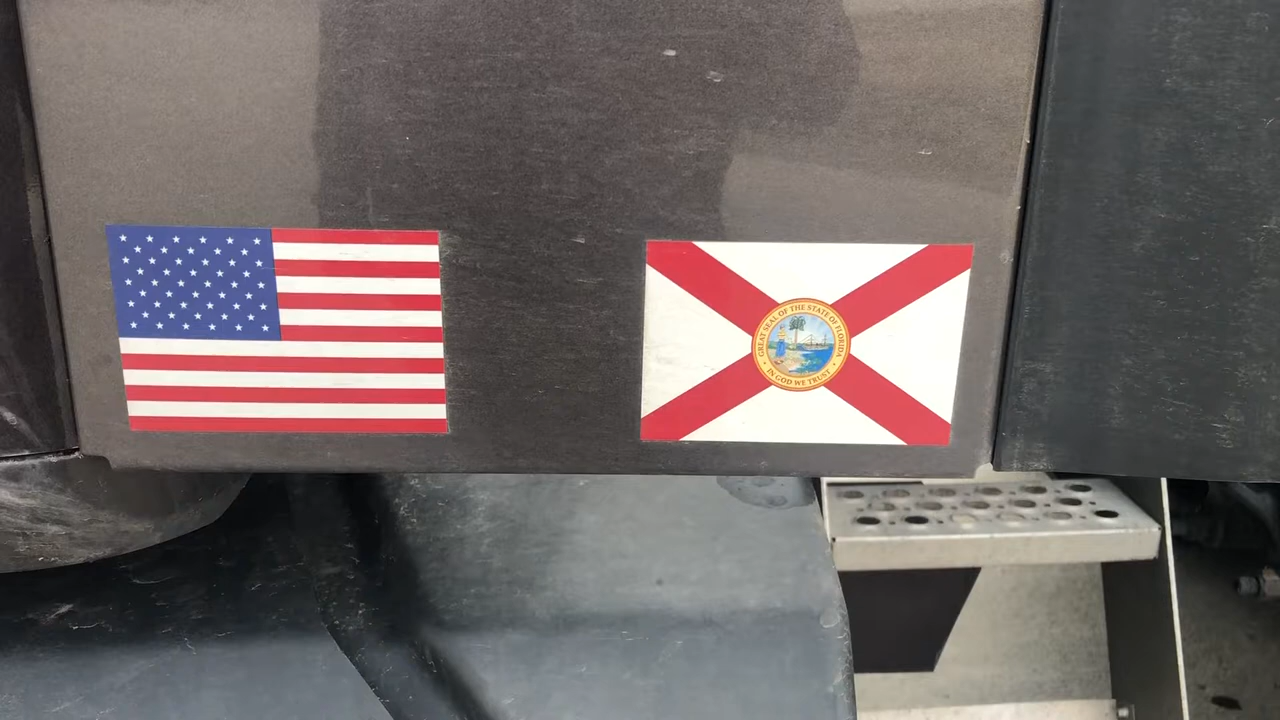 GREAT SEAL OF THE STATE OF FLORIDA
IN GOD WE TRUST